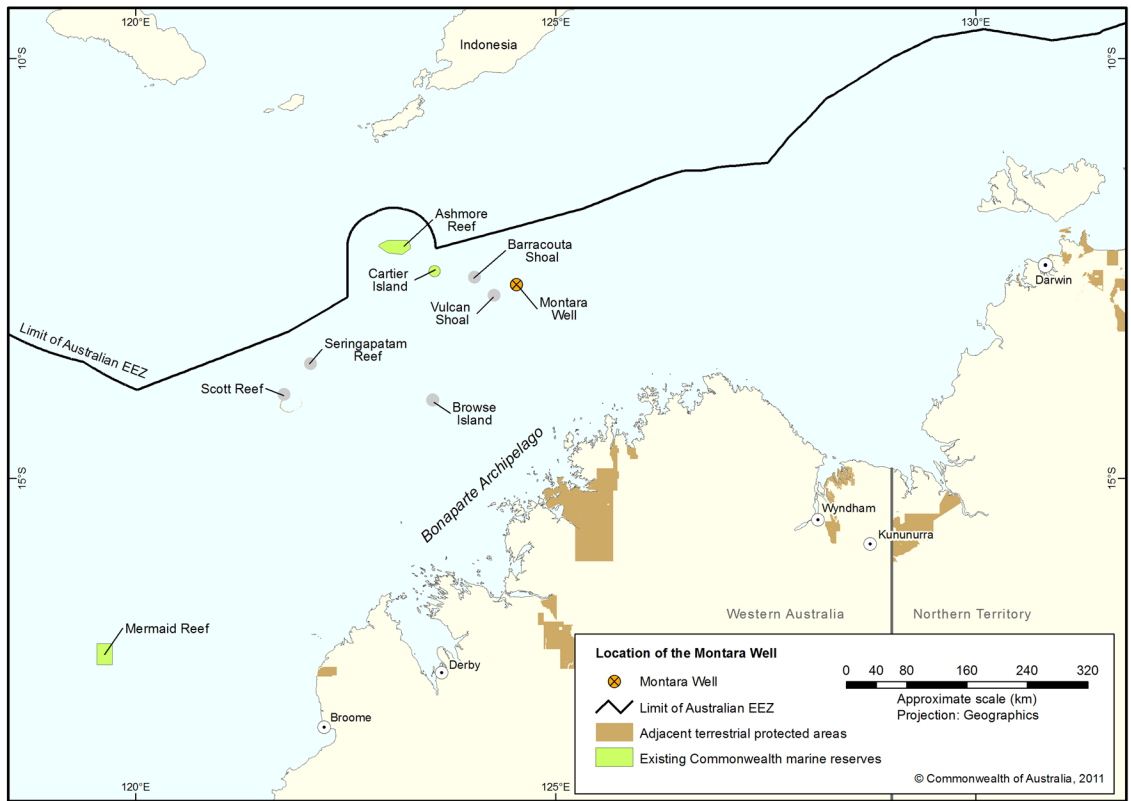 120°E
125°E
130°E
Indonesia
10°S
10°S
Ashmore
Reef
Barracouta
Shoal
Cartier
Island
Darwin
Vulcan
Shoal
Montara
Well
Limit of Australian EEZ
Seringapatam
Reef
Scott Reef
Browse
Island
Bonaparte Archipelago
15°S
15°S
Wyndham
Kununurra
Western Australia
Northern Territory
Mermaid Reef
Derby
Broome
Location of the Montara Well
Montara Well
Limit of Australian EEZ
Adjacent terrestrial protected areas
Existing Commonwealth marine reserves
0 40 80 160 240 320
Approximate scale (km)
Projection: Geographics
© Commonwealth of Australia, 2011
120°E
125°E